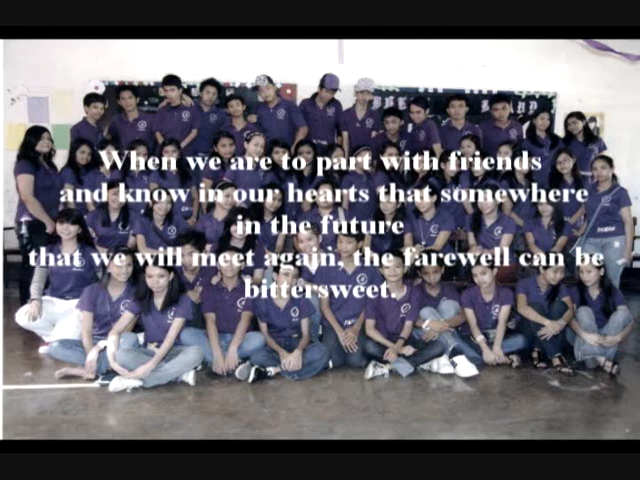 When we are to part with friends
and know in our hearts that somewhere
in the future
that we will meet again, the farewell can be
bittersweet.